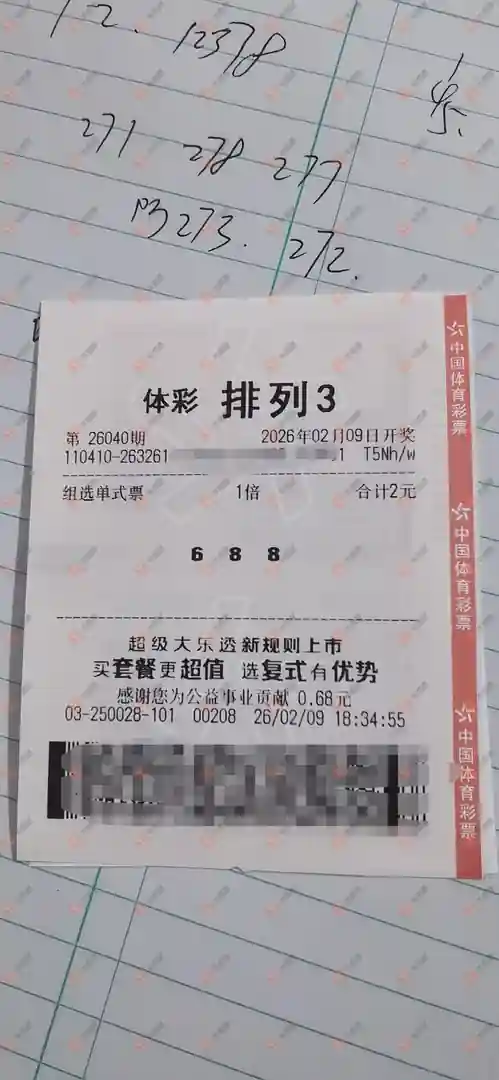 12. 12378
271 278 277
273. 272.
体彩 排列3
第 26040期 2026年02月09日开奖
110410-263261 1 T5Nh/w
组选单式票 1倍 合计2元
6 8 8
超级大乐透新规则上市
买套餐更超值 选复式有优势
感谢您为公益事业贡献 0.68元
03-250028-101 00208 26/02/09 18:34:55
中国体育彩票
中国体育彩票
中国体育彩票